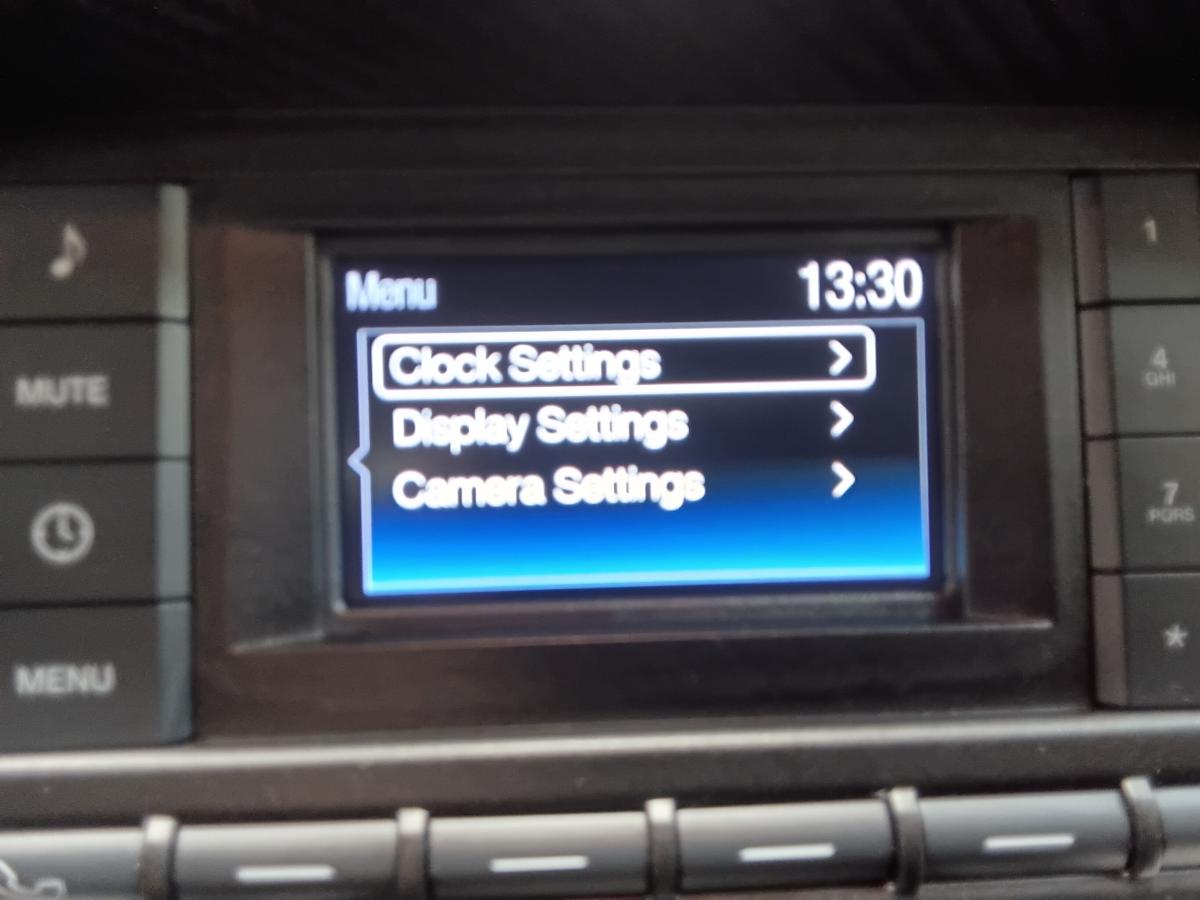 Menu 13:30
Clock Settings
Display Settings
Camera Settings
MUTE
MENU
1
4
GHI
7
PQRS
*